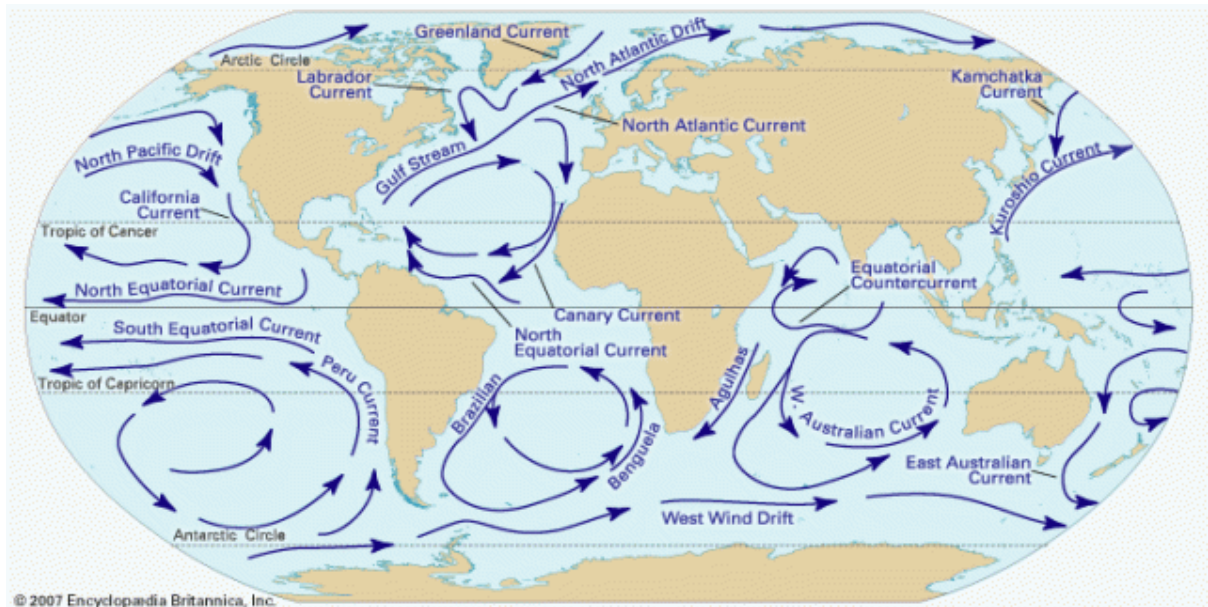 Greenland Current
North Atlantic Drift
Arctic Circle
Labrador
Current
Kamchatka
Current
North Atlantic Current
North Pacific Drift
Gulf Stream
Kuroshio Current
California
Current
Tropic of Cancer
Equatorial
Countercurrent
North Equatorial Current
Equator
Canary Current
South Equatorial Current
North
Equatorial Current
Peru Current
Tropic of Capricorn
Brazilian
Agulhas
W - Australian Current
Benguela
East Australian
Current
West Wind Drift
Antarctic Circle
© 2007 Encyclopædia Britannica, Inc.